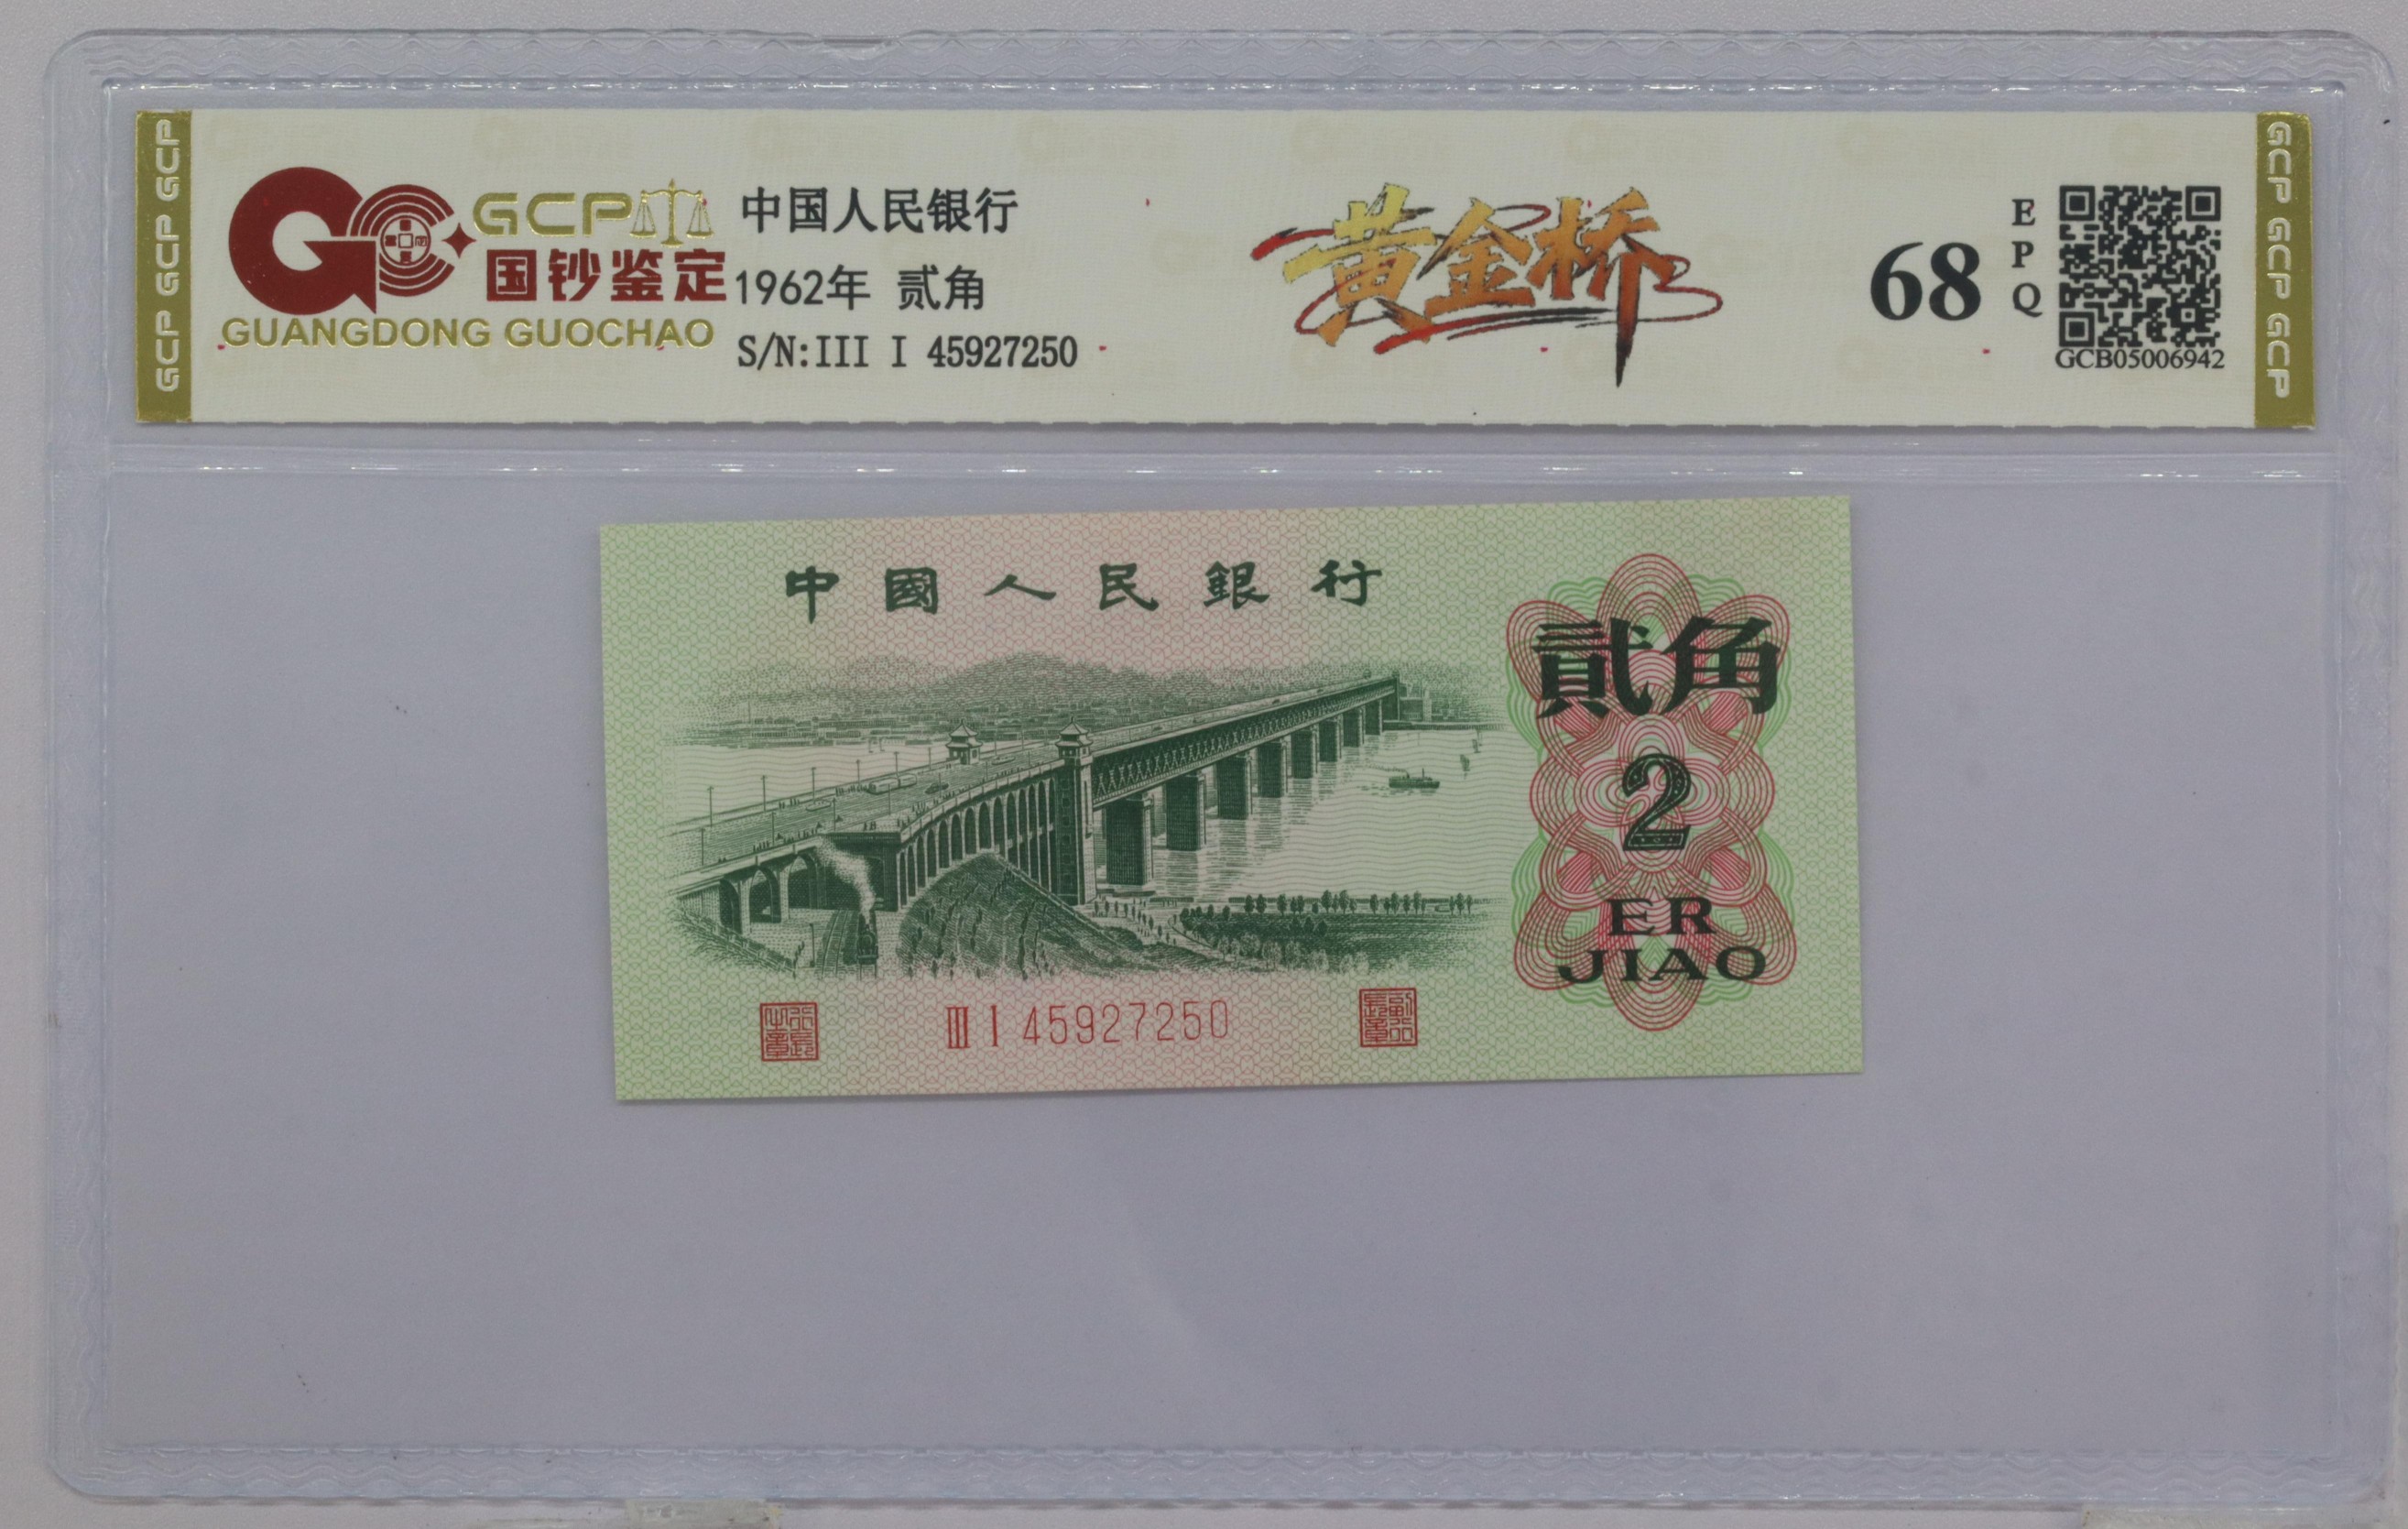 GCP GCP GCP
GCP
国钞鉴定
GUANGDONG GUOCHAO
中国人民银行
1962年 贰角
S/N:III I 45927250
黄金桥
68
EPQ
GCB05006942
GCP GCP GCP
中國人民銀行
貳角
2
ER
JIAO
III I 45927250